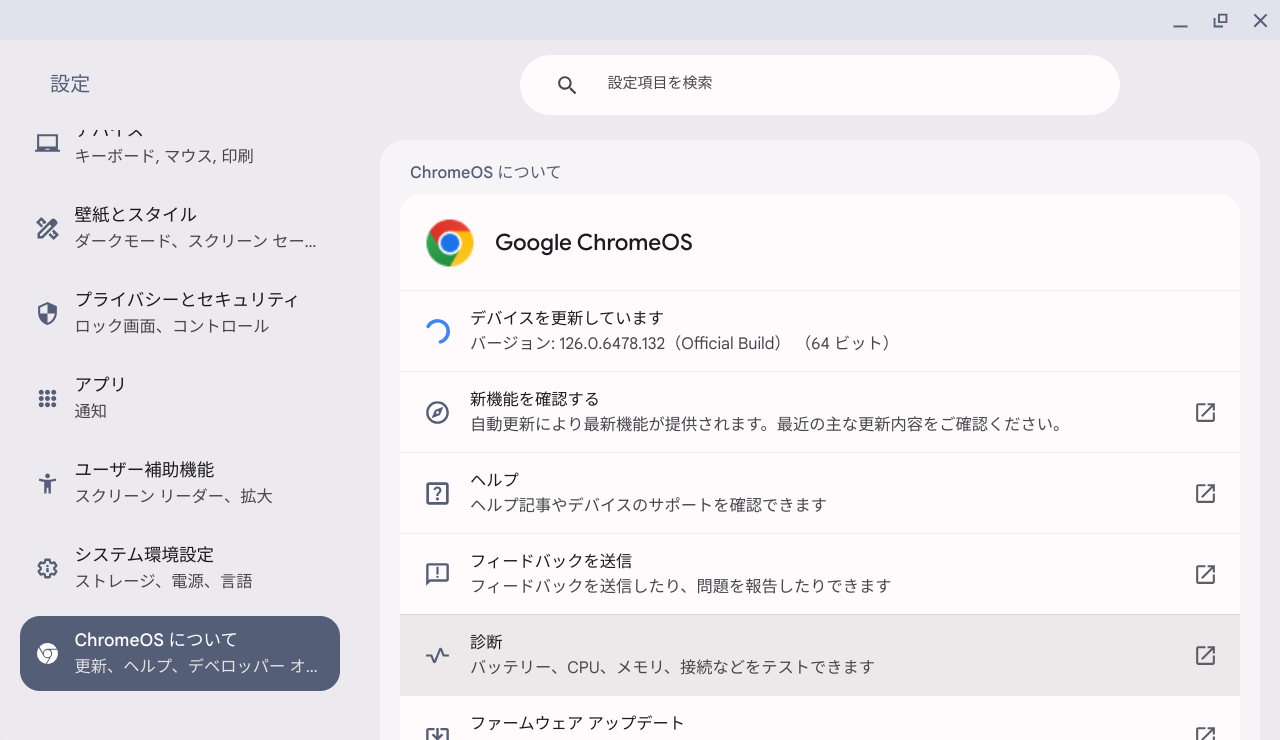 設定
設定項目を検索
デバイス
キーボード, マウス, 印刷
壁紙とスタイル
ダークモード、スクリーン セー...
プライバシーとセキュリティ
ロック画面、コントロール
アプリ
通知
ユーザー補助機能
スクリーン リーダー、拡大
システム環境設定
ストレージ、電源、言語
ChromeOS について
更新、ヘルプ、デベロッパー オ...
ChromeOS について
Google ChromeOS
デバイスを更新しています
バージョン: 126.0.6478.132（Official Build） （64 ビット）
新機能を確認する
自動更新により最新機能が提供されます。最近の主な更新内容をご確認ください。
ヘルプ
ヘルプ記事やデバイスのサポートを確認できます
フィードバックを送信
フィードバックを送信したり、問題を報告したりできます
診断
バッテリー、CPU、メモリ、接続などをテストできます
ファームウェア アップデート